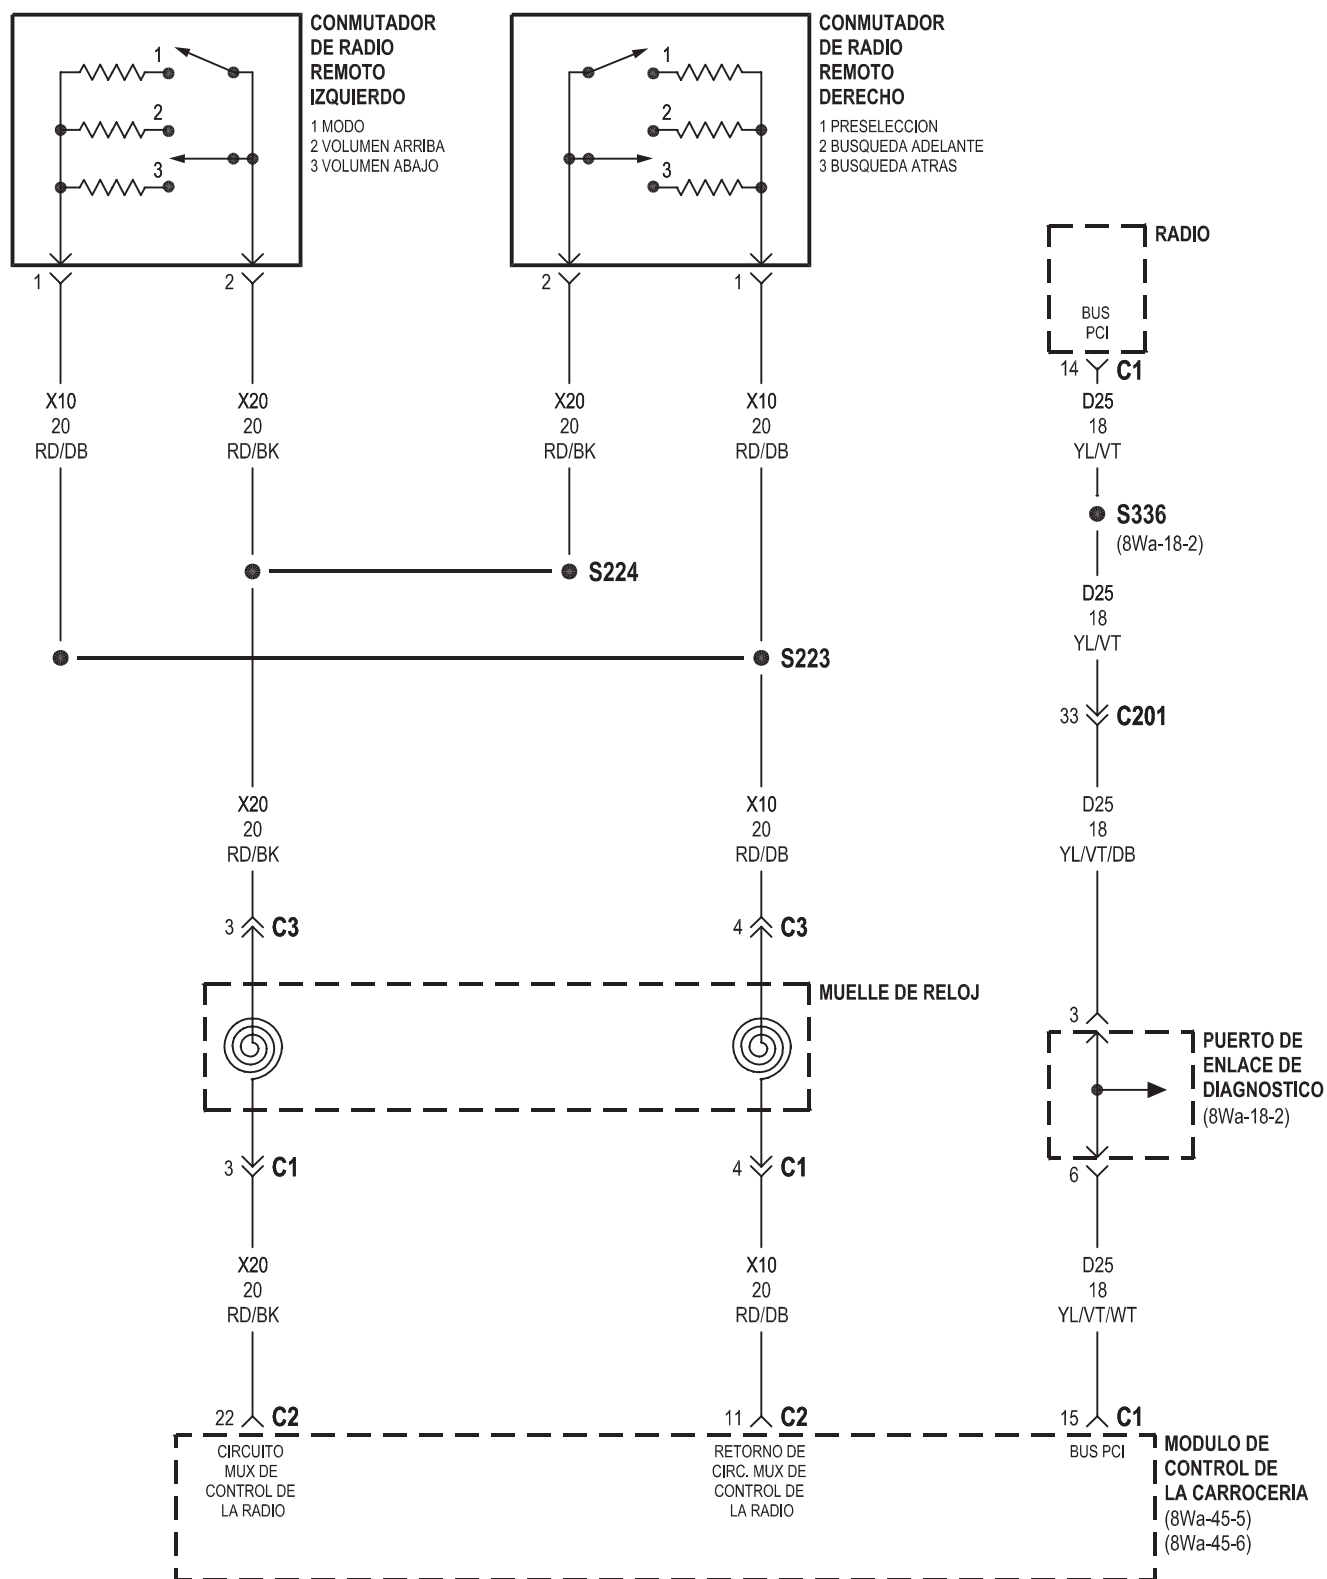 CONMUTADOR
DE RADIO
REMOTO
IZQUIERDO
1 MODO
2 VOLUMEN ARRIBA
3 VOLUMEN ABAJO
1
2
3
1
2
CONMUTADOR
DE RADIO
REMOTO
DERECHO
1 PRESELECCION
2 BUSQUEDA ADELANTE
3 BUSQUEDA ATRAS
1
2
3
2
1
RADIO
BUS
PCI
14 C1
X10
20
RD/DB
X20
20
RD/BK
X20
20
RD/BK
X10
20
RD/DB
D25
18
YL/VT
S336
(8Wa-18-2)
S224
D25
18
YL/VT
S223
33 C201
X20
20
RD/BK
X10
20
RD/DB
D25
18
YL/VT/DB
3 C3
4 C3
MUELLE DE RELOJ
3
PUERTO DE
ENLACE DE
DIAGNOSTICO
(8Wa-18-2)
6
3 C1
4 C1
X20
20
RD/BK
X10
20
RD/DB
D25
18
YL/VT/WT
22 C2
11 C2
15 C1
CIRCUITO
MUX DE
CONTROL DE
LA RADIO
RETORNO DE
CIRC. MUX DE
CONTROL DE
LA RADIO
BUS PCI
MODULO DE
CONTROL DE
LA CARROCERIA
(8Wa-45-5)
(8Wa-45-6)